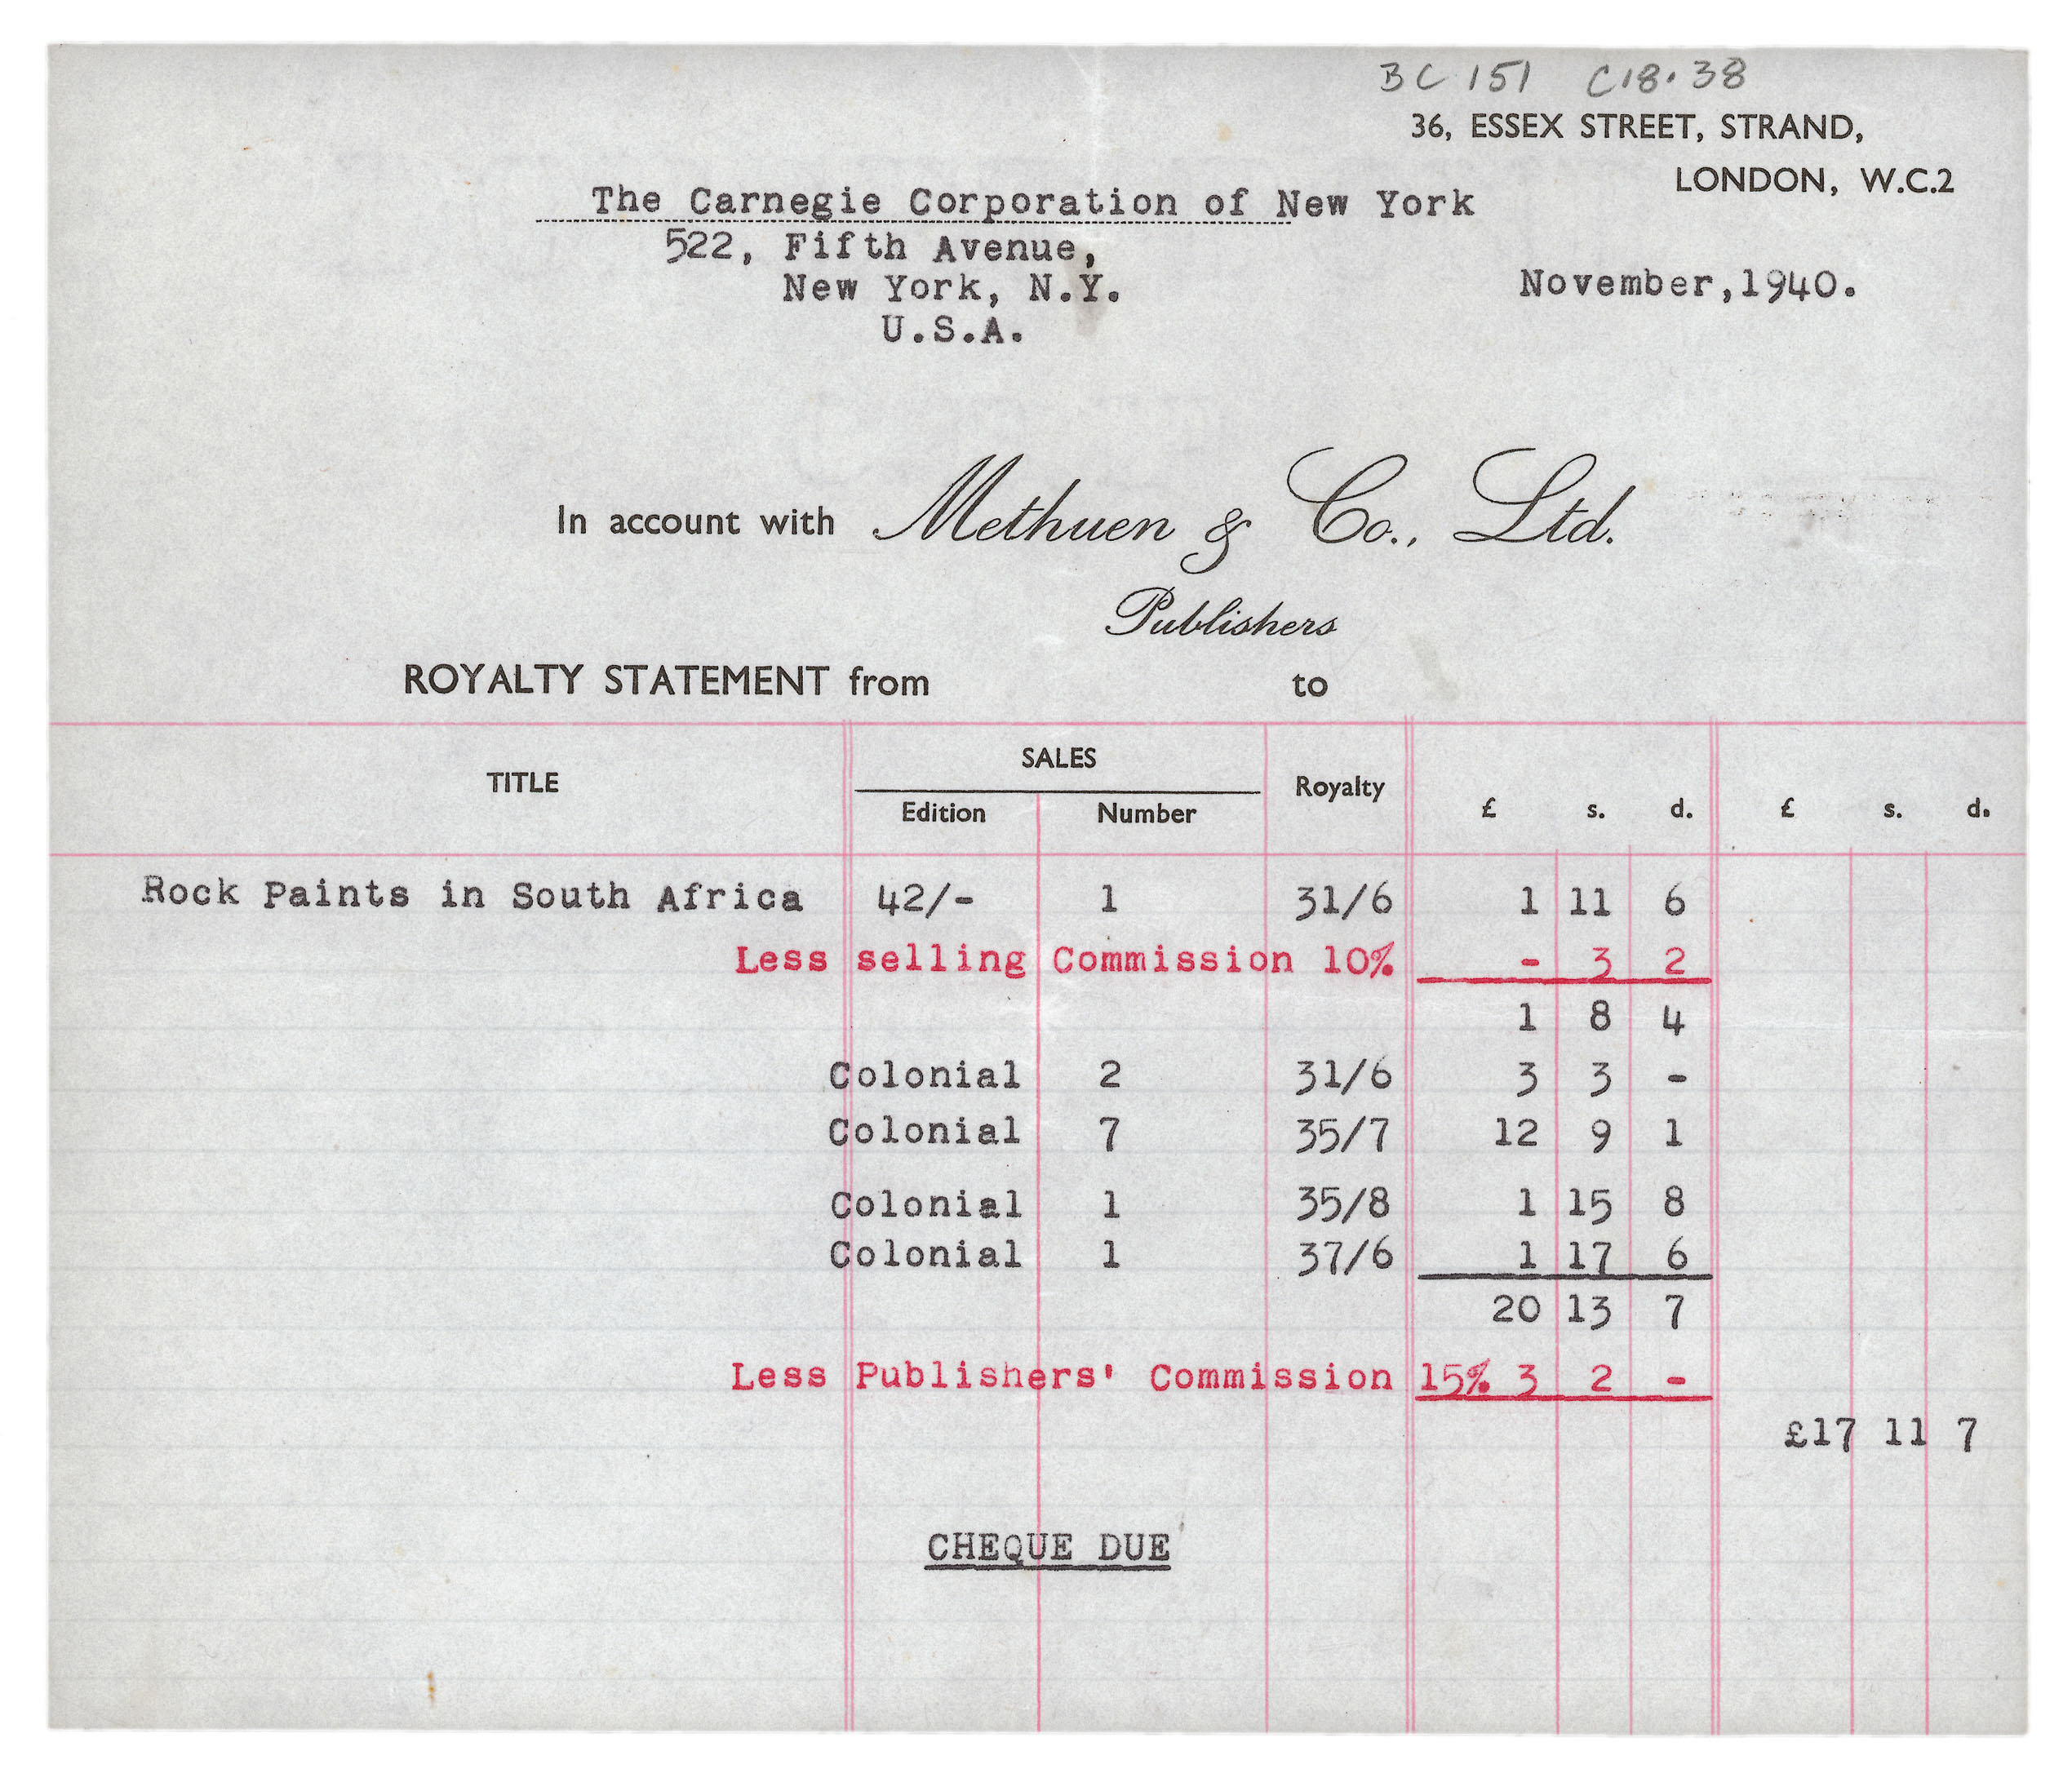 BC 151 C18.38
36, ESSEX STREET, STRAND,
LONDON, W.C.2
The Carnegie Corporation of New York
522, Fifth Avenue,
New York, N.Y.
U.S.A.
November,1940.
In account with Methuen & Co., Ltd.
Publishers
ROYALTY STATEMENT from to
TITLE SALES Royalty £ s. d. £ s. d.
Edition Number
Rock Paints in South Africa 42/- 1 31/6 1 11 6
Less selling Commission 10% - 3 2
1 8 4
Colonial 2 31/6 3 3 -
Colonial 7 35/7 12 9 1
Colonial 1 35/8 1 15 8
Colonial 1 37/6 1 17 6
20 13 7
Less Publishers' Commission 15% 3 2 -
£17 11 7
CHEQUE DUE